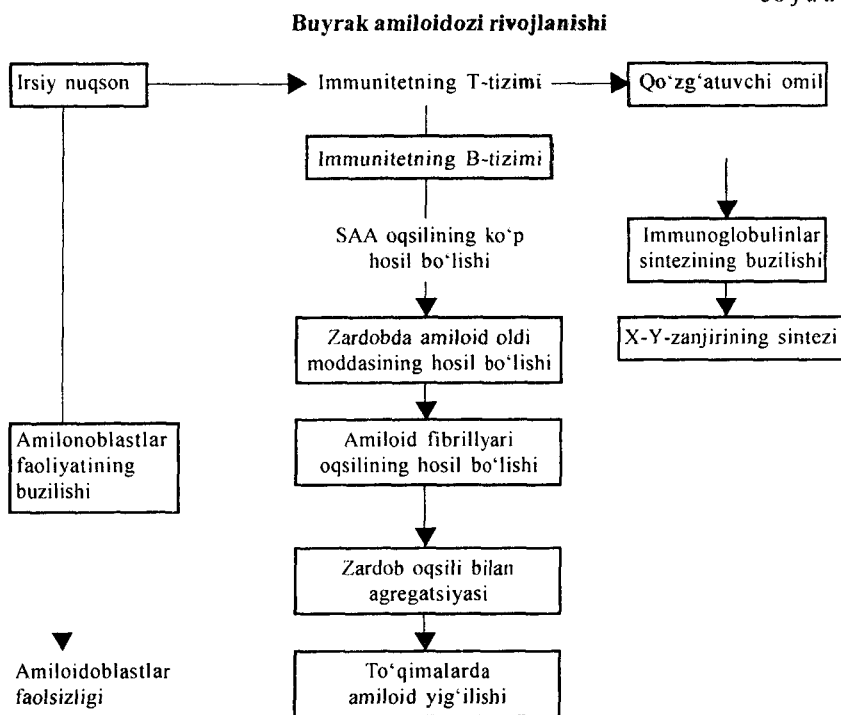 Buyrak amiloidozi rivojlanishi
Irsiy nuqson
Immunitetning T-tizimi
Qo‘zg‘atuvchi omil
Immunitetning B-tizimi
SAA oqsilining ko‘p
hosil bo‘lishi
Immunoglobulinlar
sintezining buzilishi
Zardobda amiloid oldi
moddasining hosil bo‘lishi
X-Y-zanjirining sintezi
Amilonoblastlar
faoliyatining
buzilishi
Amiloid fibrillyari
oqsilining hosil bo‘lishi
Zardob oqsili bilan
agregatsiyasi
Amiloidoblastlar
faolsizligi
To‘qimalarda
amiloid yig‘ilishi